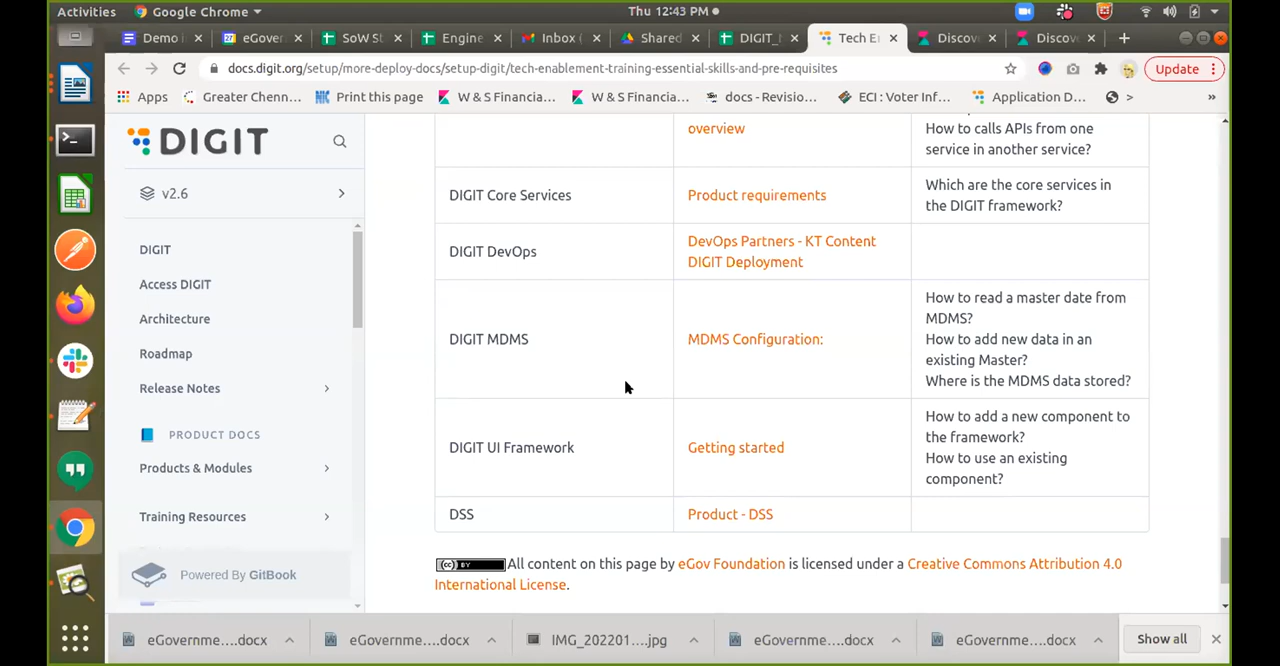 Activities
Google Chrome
Thu 12:43 PM
Demo
eGover
SoW St
Engine
Inbox (
Shared
DIGIT_
Tech E
Discov
Discov
docs.digit.org/setup/more-deploy-docs/setup-digit/tech-enablement-training-essential-skills-and-pre-requisites
Update
Apps
Greater Chenn...
Print this page
W & S Financia...
W & S Financia...
docs - Revisio...
ECI : Voter Inf...
Application D...
>
»
DIGIT
v2.6
DIGIT
Access DIGIT
Architecture
Roadmap
Release Notes
PRODUCT DOCS
Products & Modules
Training Resources
Powered By GitBook
overview
How to calls APIs from one
service in another service?
DIGIT Core Services
Product requirements
Which are the core services in
the DIGIT framework?
DIGIT DevOps
DevOps Partners - KT Content
DIGIT Deployment
DIGIT MDMS
MDMS Configuration:
How to read a master date from
MDMS?
How to add new data in an
existing Master?
Where is the MDMS data stored?
DIGIT UI Framework
Getting started
How to add a new component to
the framework?
How to use an existing
component?
DSS
Product - DSS
(cc) BY All content on this page by eGov Foundation is licensed under a Creative Commons Attribution 4.0
International License.
eGovernme....docx
eGovernme....docx
IMG_202201....jpg
eGovernme....docx
eGovernme....docx
Show all